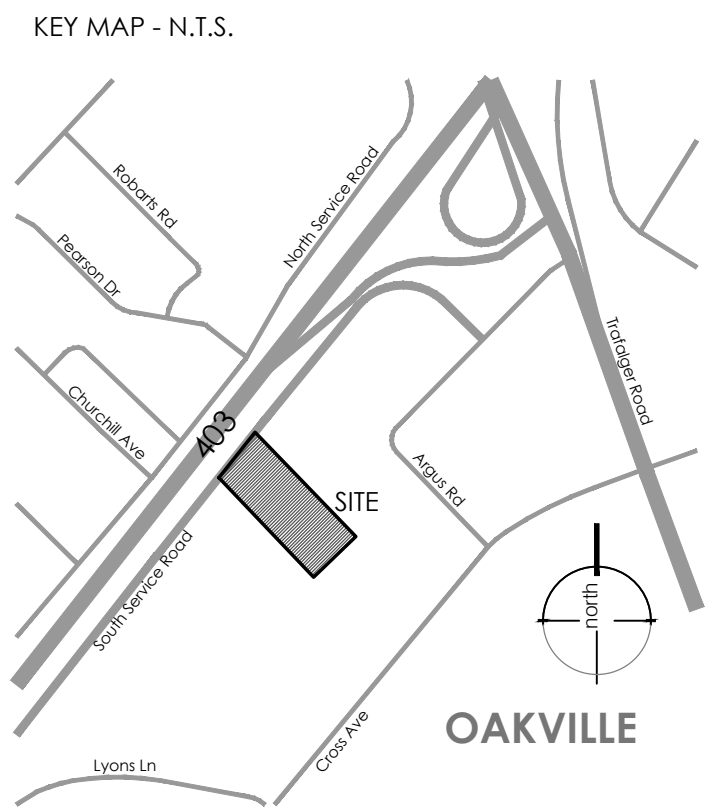 KEY MAP - N.T.S.
Robarts Rd
North Service Road
Pearson Dr
Trafalger Road
Churchill Ave
403
Argus Rd
SITE
South Service Road
north
OAKVILLE
Cross Ave
Lyons Ln